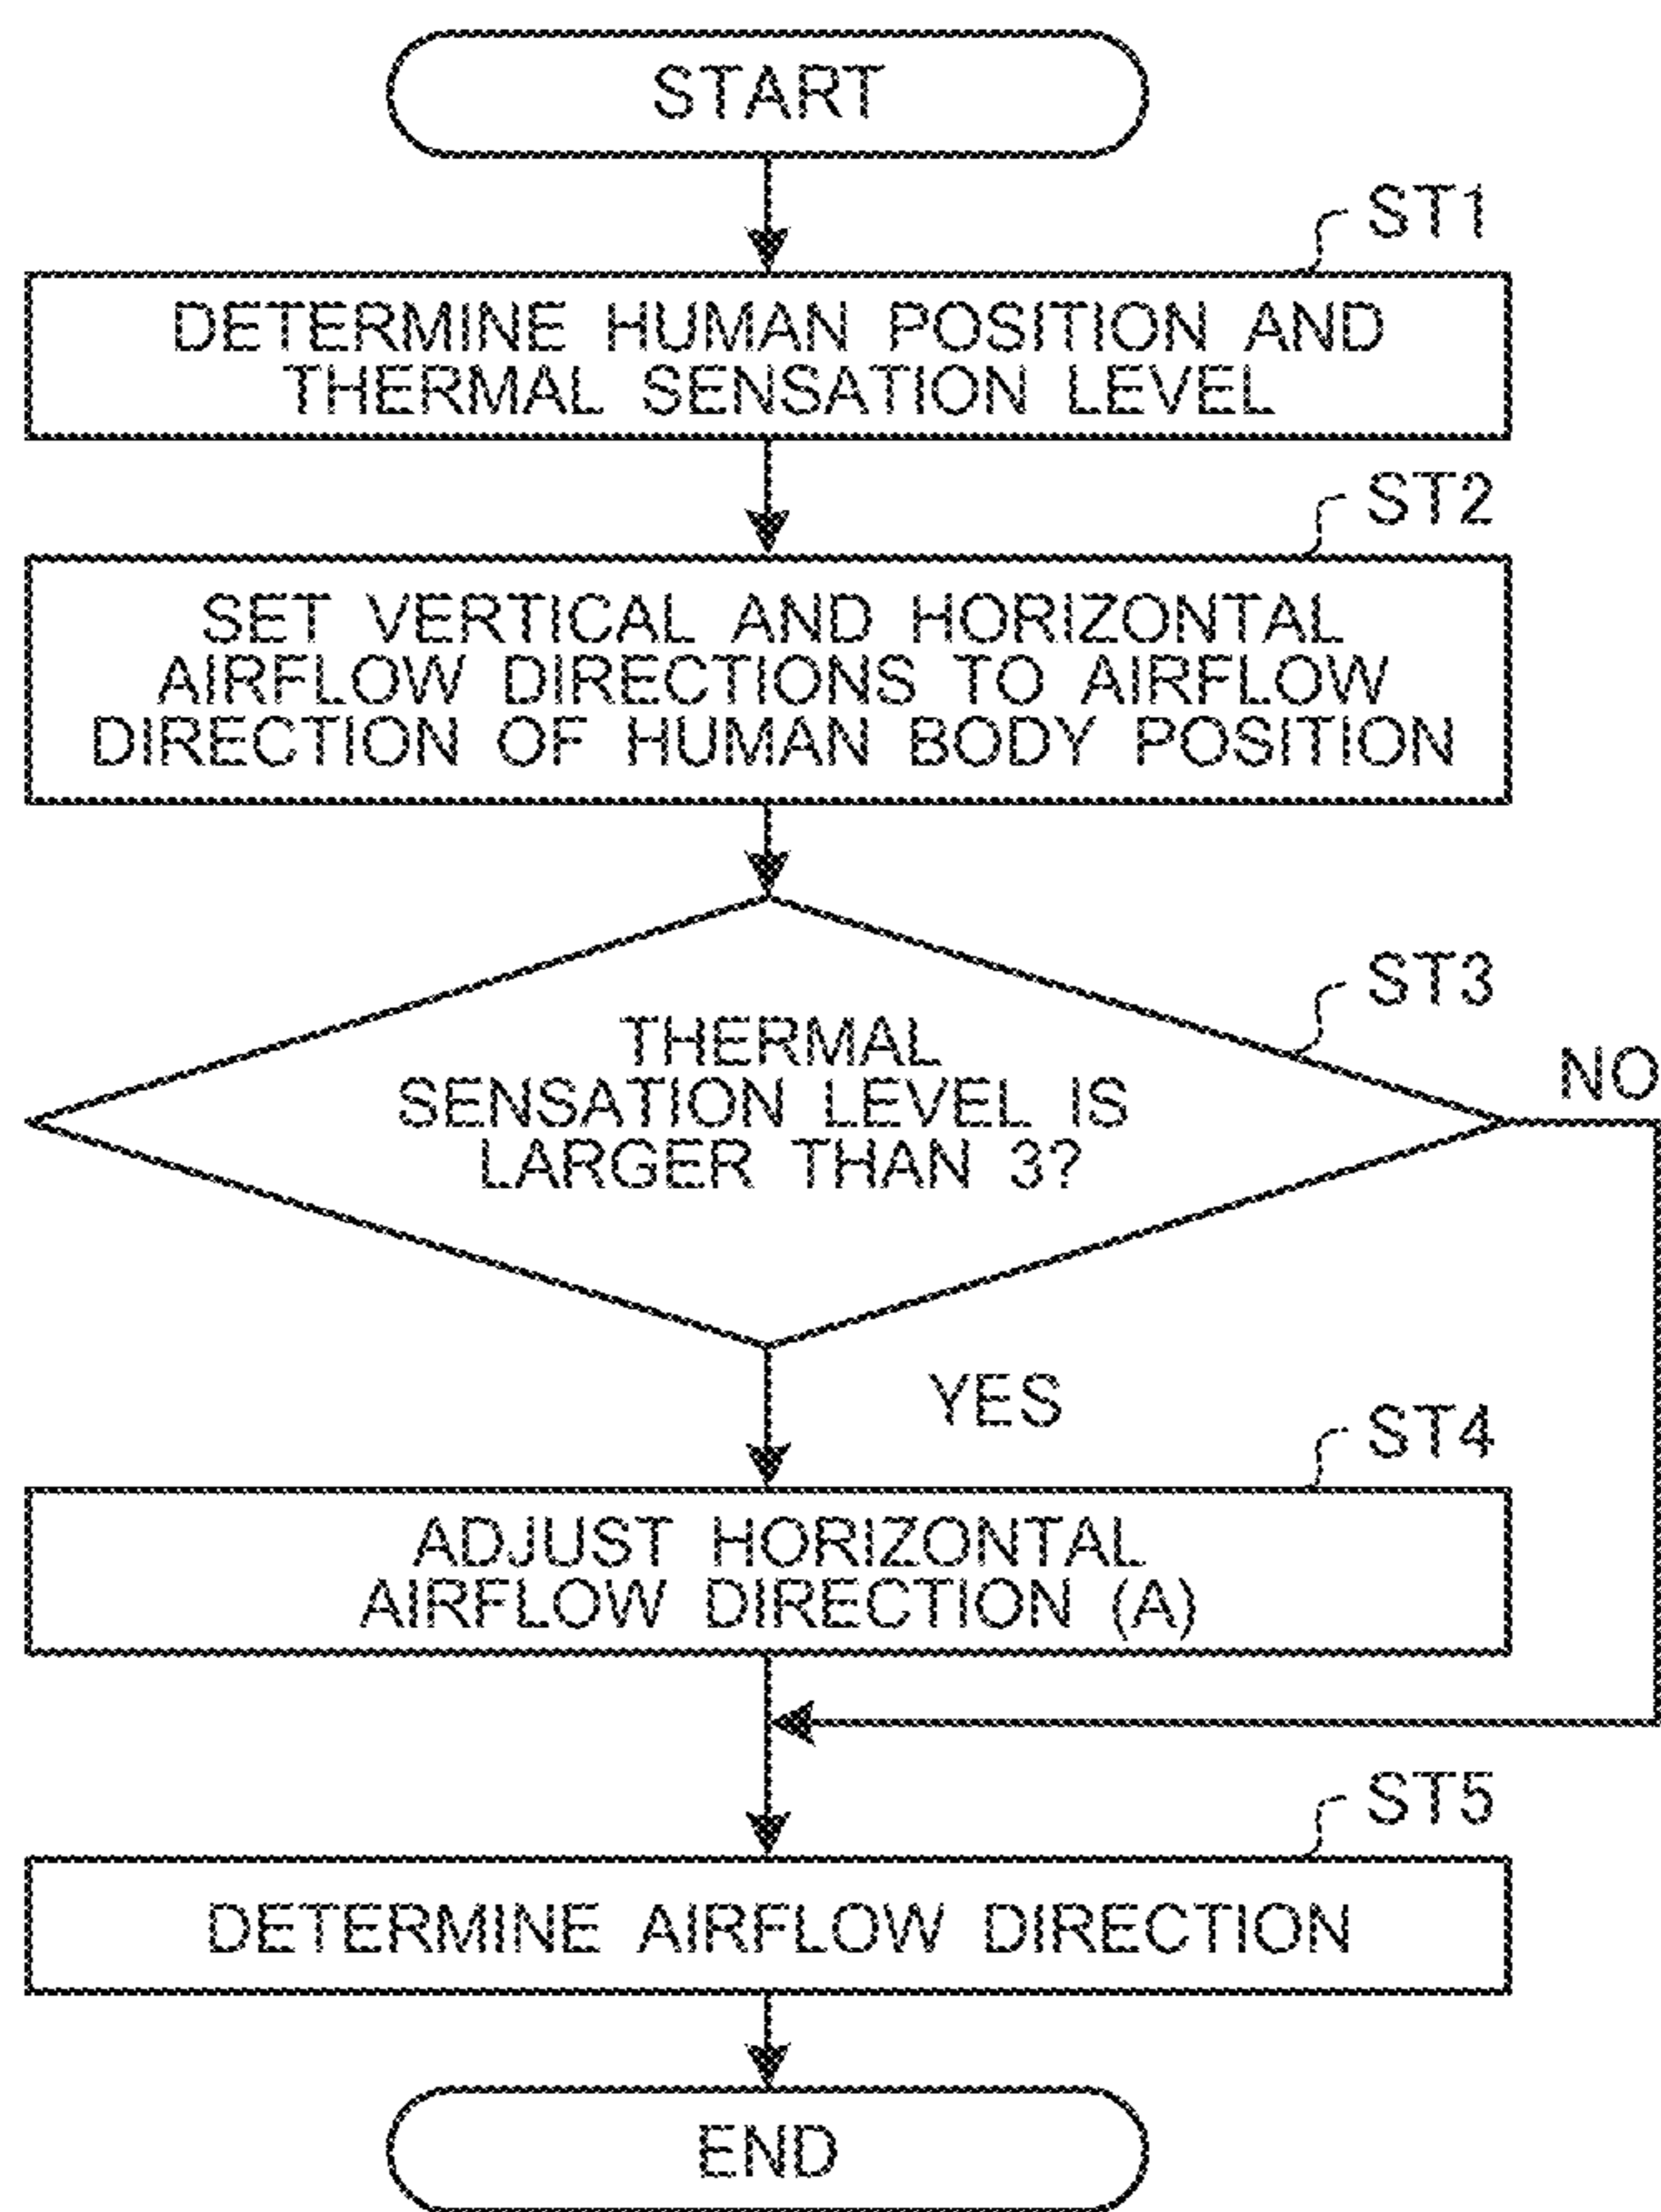 START
ST1
DETERMINE HUMAN POSITION AND
THERMAL SENSATION LEVEL
ST2
SET VERTICAL AND HORIZONTAL
AIRFLOW DIRECTIONS TO AIRFLOW
DIRECTION OF HUMAN BODY POSITION
ST3
THERMAL
SENSATION LEVEL IS
LARGER THAN 3?
NO
YES
ST4
ADJUST HORIZONTAL
AIRFLOW DIRECTION (A)
ST5
DETERMINE AIRFLOW DIRECTION
END